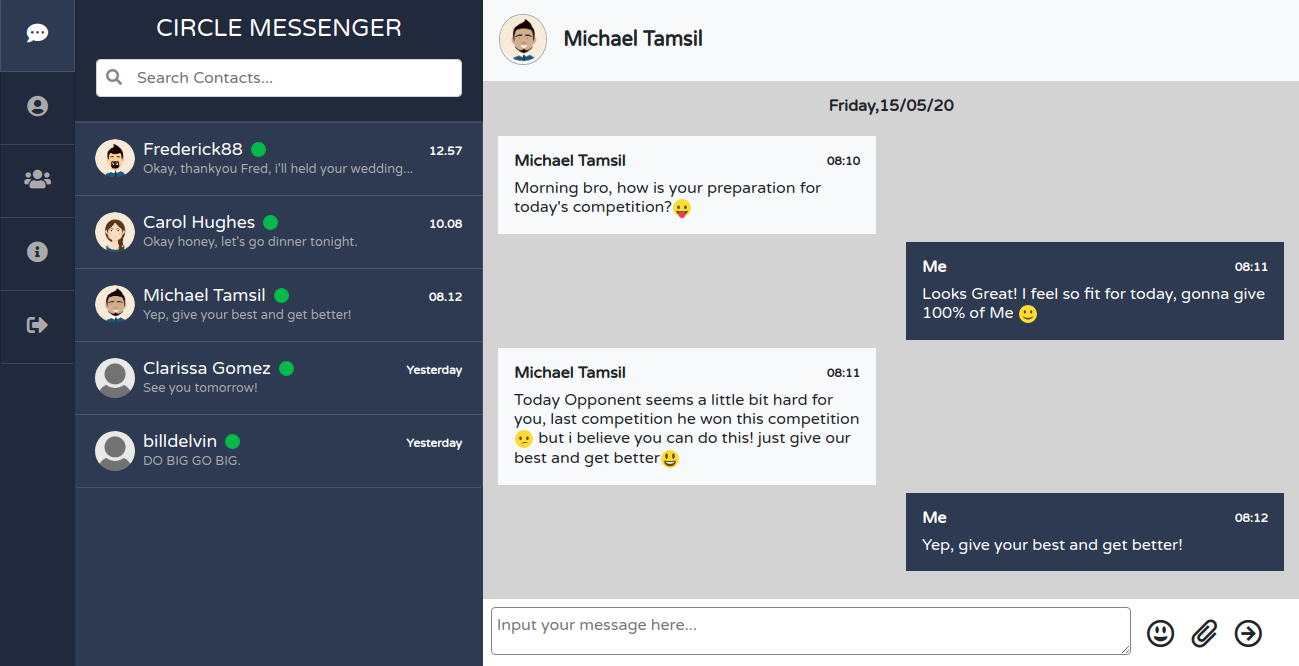 CIRCLE MESSENGER
Search Contacts...
Frederick88
12.57
Okay, thankyou Fred, i'll held your wedding...
Carol Hughes
10.08
Okay honey, let's go dinner tonight.
Michael Tamsil
08.12
Yep, give your best and get better!
Clarissa Gomez
Yesterday
See you tomorrow!
billdelvin
Yesterday
DO BIG GO BIG.
Michael Tamsil
Friday,15/05/20
Michael Tamsil
08:10
Morning bro, how is your preparation for
today's competition?😛
Me
08:11
Looks Great! I feel so fit for today, gonna give
100% of Me 🙂
Michael Tamsil
08:11
Today Opponent seems a little bit hard for
you, last competition he won this competition
😕 but i believe you can do this! just give our
best and get better😃
Me
08:12
Yep, give your best and get better!
Input your message here...